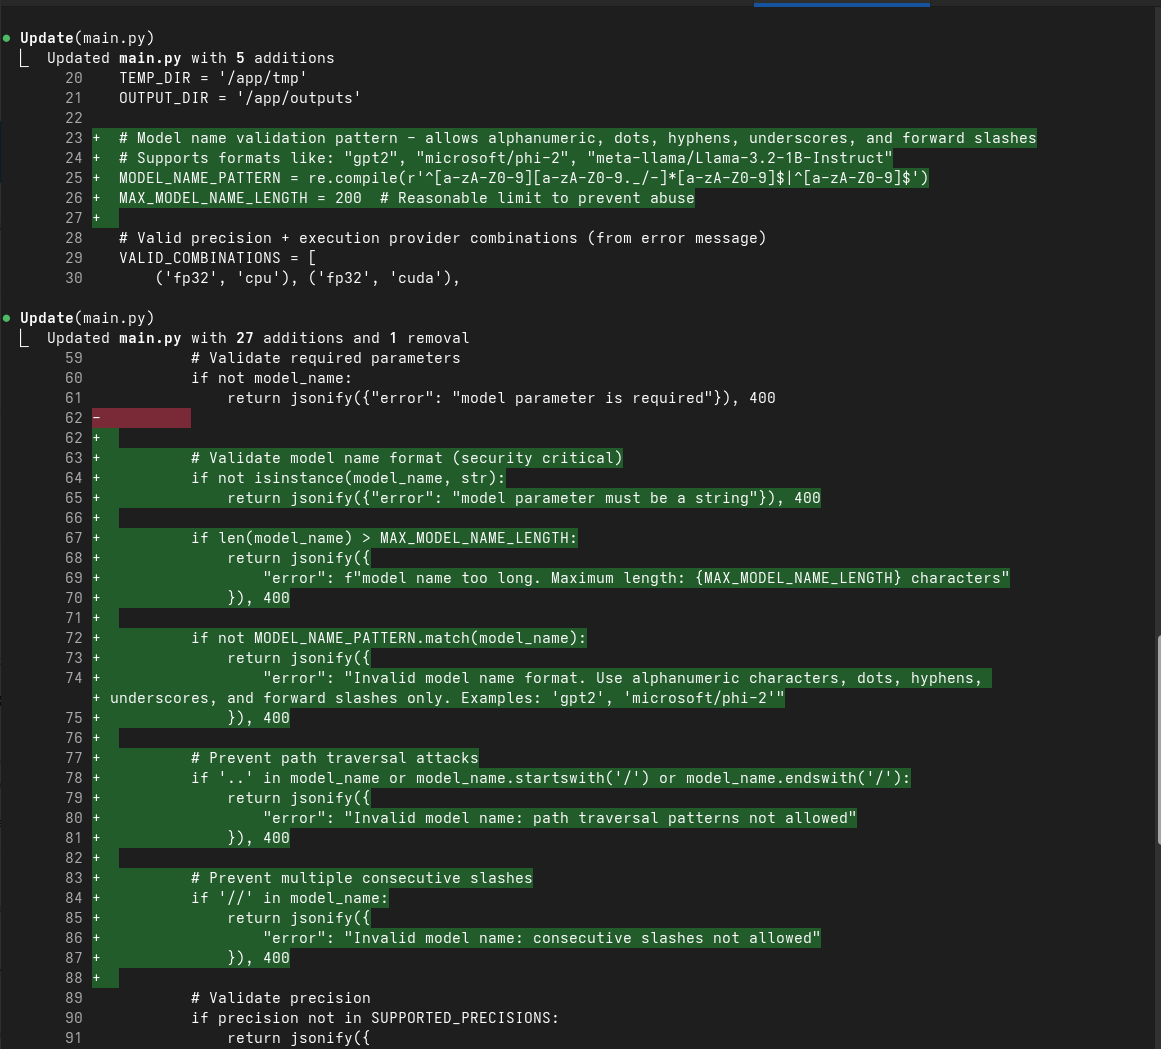 ● Update(main.py)
⎿  Updated main.py with 5 additions
20    TEMP_DIR = '/app/tmp'
21    OUTPUT_DIR = '/app/outputs'
22
23 +  # Model name validation pattern - allows alphanumeric, dots, hyphens, underscores, and forward slashes
24 +  # Supports formats like: "gpt2", "microsoft/phi-2", "meta-llama/Llama-3.2-1B-Instruct"
25 +  MODEL_NAME_PATTERN = re.compile(r'^[a-zA-Z0-9][a-zA-Z0-9._/-]*[a-zA-Z0-9]$|^[a-zA-Z0-9]$')
26 +  MAX_MODEL_NAME_LENGTH = 200  # Reasonable limit to prevent abuse
27 +
28    # Valid precision + execution provider combinations (from error message)
29    VALID_COMBINATIONS = [
30        ('fp32', 'cpu'), ('fp32', 'cuda'),
● Update(main.py)
⎿  Updated main.py with 27 additions and 1 removal
59            # Validate required parameters
60            if not model_name:
61                return jsonify({"error": "model parameter is required"}), 400
62 -
62 +
63 +          # Validate model name format (security critical)
64 +          if not isinstance(model_name, str):
65 +              return jsonify({"error": "model parameter must be a string"}), 400
66 +
67 +          if len(model_name) > MAX_MODEL_NAME_LENGTH:
68 +              return jsonify({
69 +                  "error": f"model name too long. Maximum length: {MAX_MODEL_NAME_LENGTH} characters"
70 +              }), 400
71 +
72 +          if not MODEL_NAME_PATTERN.match(model_name):
73 +              return jsonify({
74 +                  "error": "Invalid model name format. Use alphanumeric characters, dots, hyphens,
+ underscores, and forward slashes only. Examples: 'gpt2', 'microsoft/phi-2'"
75 +              }), 400
76 +
77 +          # Prevent path traversal attacks
78 +          if '..' in model_name or model_name.startswith('/') or model_name.endswith('/'):
79 +              return jsonify({
80 +                  "error": "Invalid model name: path traversal patterns not allowed"
81 +              }), 400
82 +
83 +          # Prevent multiple consecutive slashes
84 +          if '//' in model_name:
85 +              return jsonify({
86 +                  "error": "Invalid model name: consecutive slashes not allowed"
87 +              }), 400
88 +
89            # Validate precision
90            if precision not in SUPPORTED_PRECISIONS:
91                return jsonify({